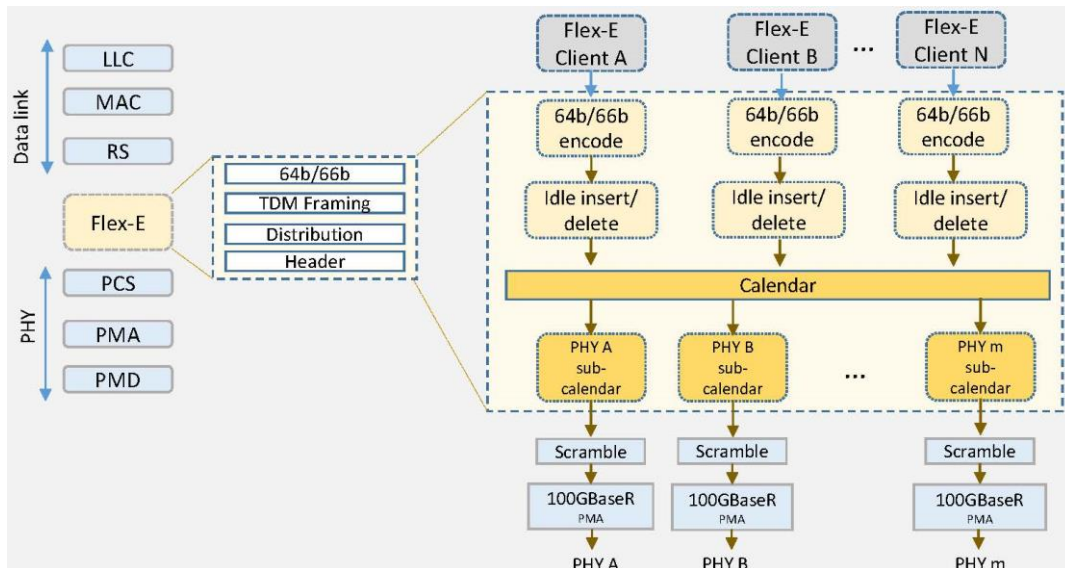 Data link
LLC
MAC
RS
Flex-E
PHY
PCS
PMA
PMD
64b/66b
TDM Framing
Distribution
Header
Flex-E
Client A
Flex-E
Client B
...
Flex-E
Client N
64b/66b
encode
64b/66b
encode
64b/66b
encode
Idle insert/
delete
Idle insert/
delete
Idle insert/
delete
Calendar
PHY A
sub-
calendar
PHY B
sub-
calendar
...
PHY m
sub-
calendar
Scramble
Scramble
Scramble
100GBaseR
PMA
100GBaseR
PMA
100GBaseR
PMA
PHY A
PHY B
PHY m